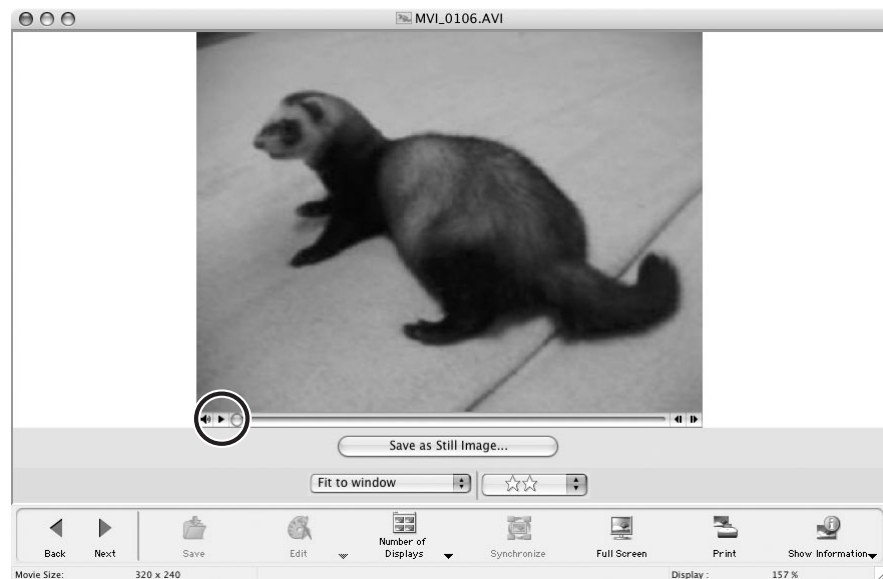 MVI_0106.AVI
Save as Still Image...
Fit to window
Back Next Save Edit Number of Displays Synchronize Full Screen Print Show Information
Movie Size: 320 x 240 Display : 157 %